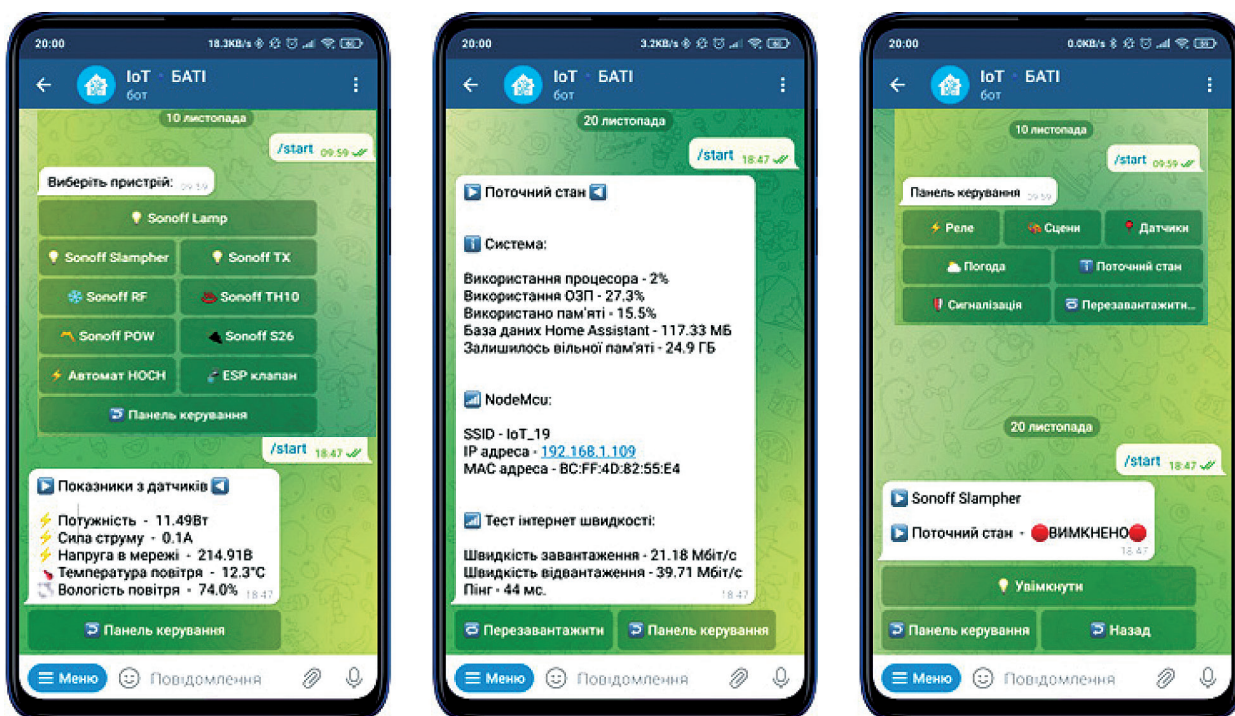 20:00
18.3KB/s
IoT БАТІ
бот
10 листопада
/start 09:59
Виберіть пристрій: 09:59
Sonoff Lamp
Sonoff Slampher
Sonoff TX
Sonoff RF
Sonoff TH10
Sonoff POW
Sonoff S26
Автомат НОСН
ESP клапан
Панель керування
/start 18:47
Показники з датчиків
Потужність - 11.49Вт
Сила струму - 0.1А
Напруга в мережі - 214.91В
Температура повітря - 12.3°C
Вологість повітря - 74.0% 18:47
Панель керування
Меню
Повідомлення
20:00
3.2KB/s
IoT БАТІ
бот
20 листопада
/start 18:47
Поточний стан
Система:
Використання процесора - 2%
Використання ОЗП - 27.3%
Використано пам'яті - 15.5%
База даних Home Assistant - 117.33 МБ
Залишилось вільної пам'яті - 24.9 ГБ
NodeMcu:
SSID - IoT_19
IP адреса - 192.168.1.109
MAC адреса - BC:FF:4D:82:55:E4
Тест інтернет швидкості:
Швидкість завантаження - 21.18 Мбіт/с
Швидкість відвантаження - 39.71 Мбіт/с
Пінг - 44 мс.
18:47
Перезавантажити
Панель керування
Меню
Повідомлення
20:00
0.0KB/s
IoT БАТІ
бот
10 листопада
/start 09:59
Панель керування 09:59
Реле
Сцени
Датчики
Погода
Поточний стан
Сигналізація
Перезавантажити...
20 листопада
/start 18:47
Sonoff Slampher
Поточний стан - ВИМКНЕНО
18:47
Увімкнути
Панель керування
Назад
Меню
Повідомлення